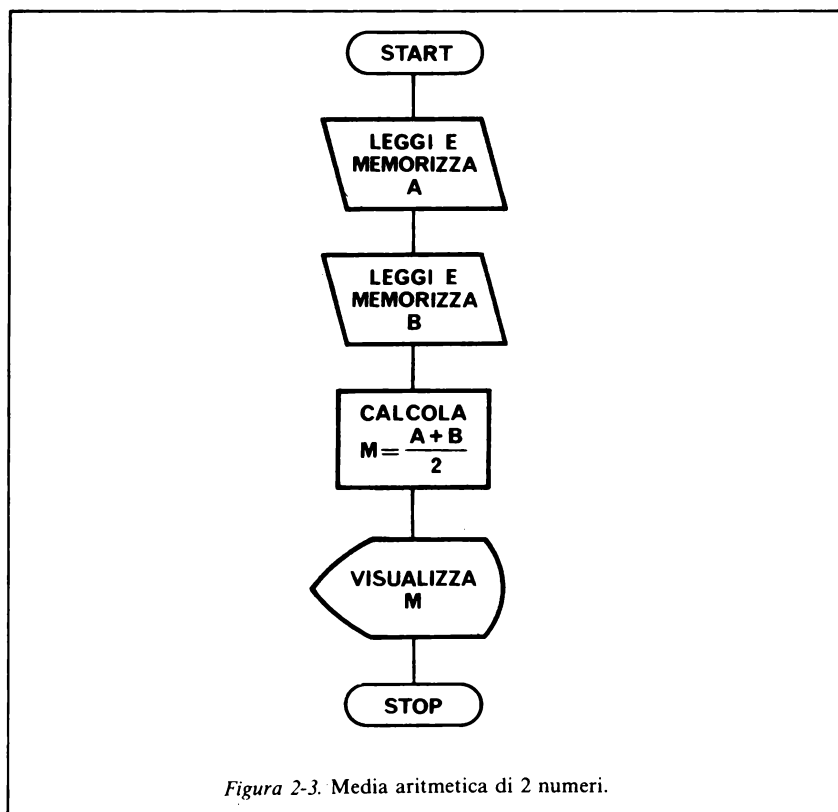 START
LEGGI E
MEMORIZZA
A
LEGGI E
MEMORIZZA
B
CALCOLA
M = A + B
2
VISUALIZZA
M
STOP
Figura 2-3. Media aritmetica di 2 numeri.